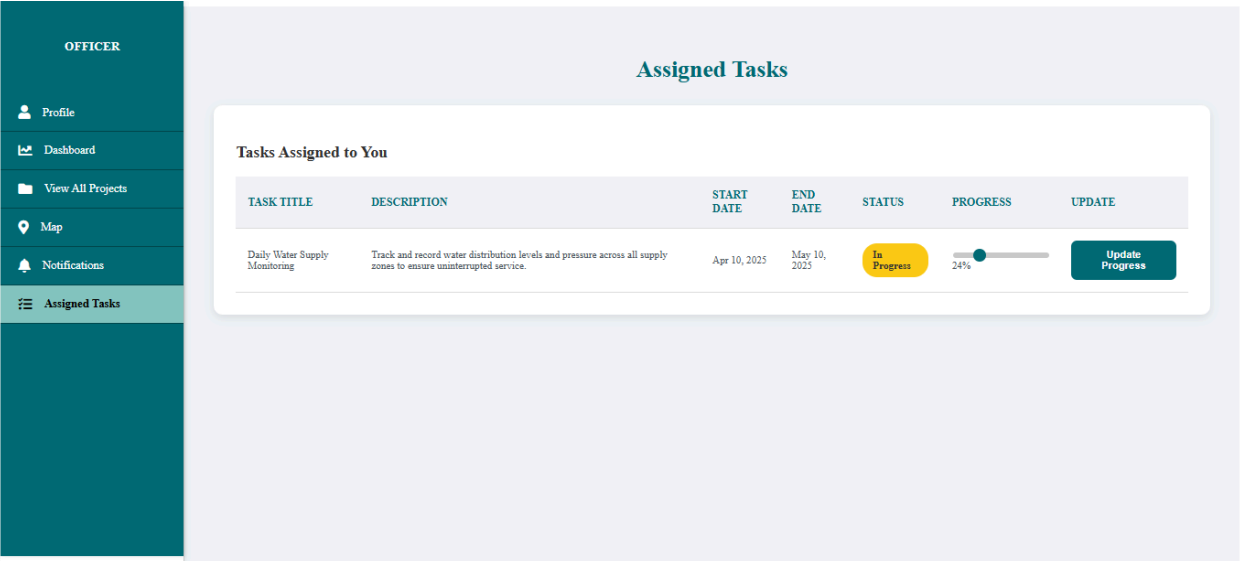 OFFICER
Profile
Dashboard
View All Projects
Map
Notifications
Assigned Tasks
Assigned Tasks
Tasks Assigned to You
TASK TITLE
DESCRIPTION
START
DATE
END
DATE
STATUS
PROGRESS
UPDATE
Daily Water Supply
Monitoring
Track and record water distribution levels and pressure across all supply
zones to ensure uninterrupted service.
Apr 10, 2025
May 10,
2025
In
Progress
24%
Update
Progress